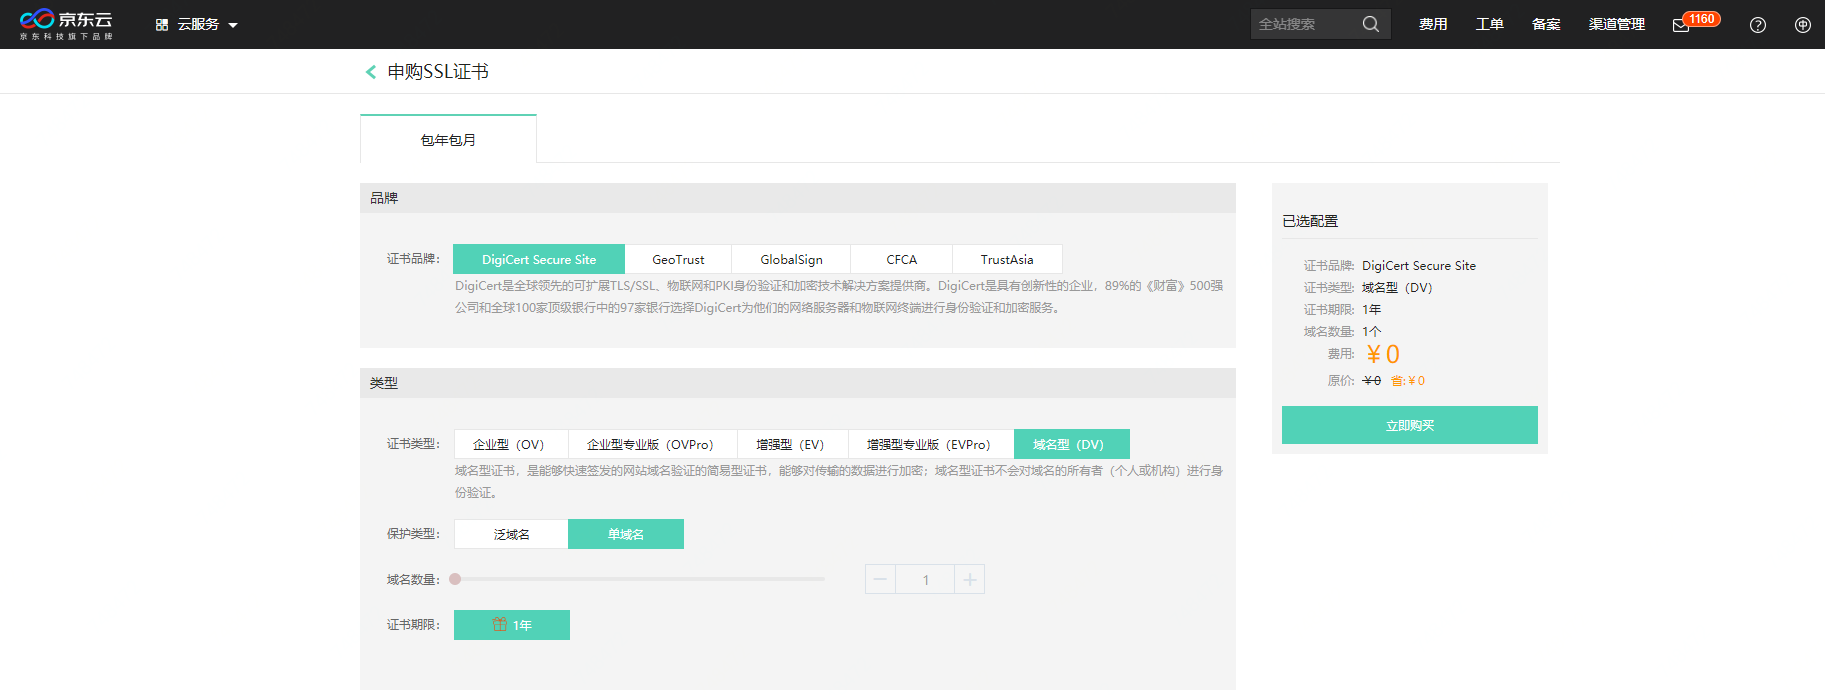 京东云
京东科技旗下品牌
云服务
全站搜索
费用
工单
备案
渠道管理
1160
申购SSL证书
包年包月
品牌
证书品牌:
DigiCert Secure Site
GeoTrust
GlobalSign
CFCA
TrustAsia
DigiCert是全球领先的可扩展TLS/SSL、物联网和PKI身份验证和加密技术解决方案提供商。DigiCert是具有创新性的企业，89%的《财富》500强
公司和全球100家顶级银行中的97家银行选择DigiCert为他们的网络服务器和物联网终端进行身份验证和加密服务。
类型
证书类型:
企业型（OV）
企业型专业版（OVPro）
增强型（EV）
增强型专业版（EVPro）
域名型（DV）
域名型证书，是能够快速签发的网站域名验证的简易型证书，能够对传输的数据进行加密；域名型证书不会对域名的所有者（个人或机构）进行身
份验证。
保护类型:
泛域名
单域名
域名数量:
1
证书期限:
1年
已选配置
证书品牌: DigiCert Secure Site
证书类型: 域名型（DV）
证书期限: 1年
域名数量: 1个
费用: ¥0
原价: ¥0 省:¥0
立即购买